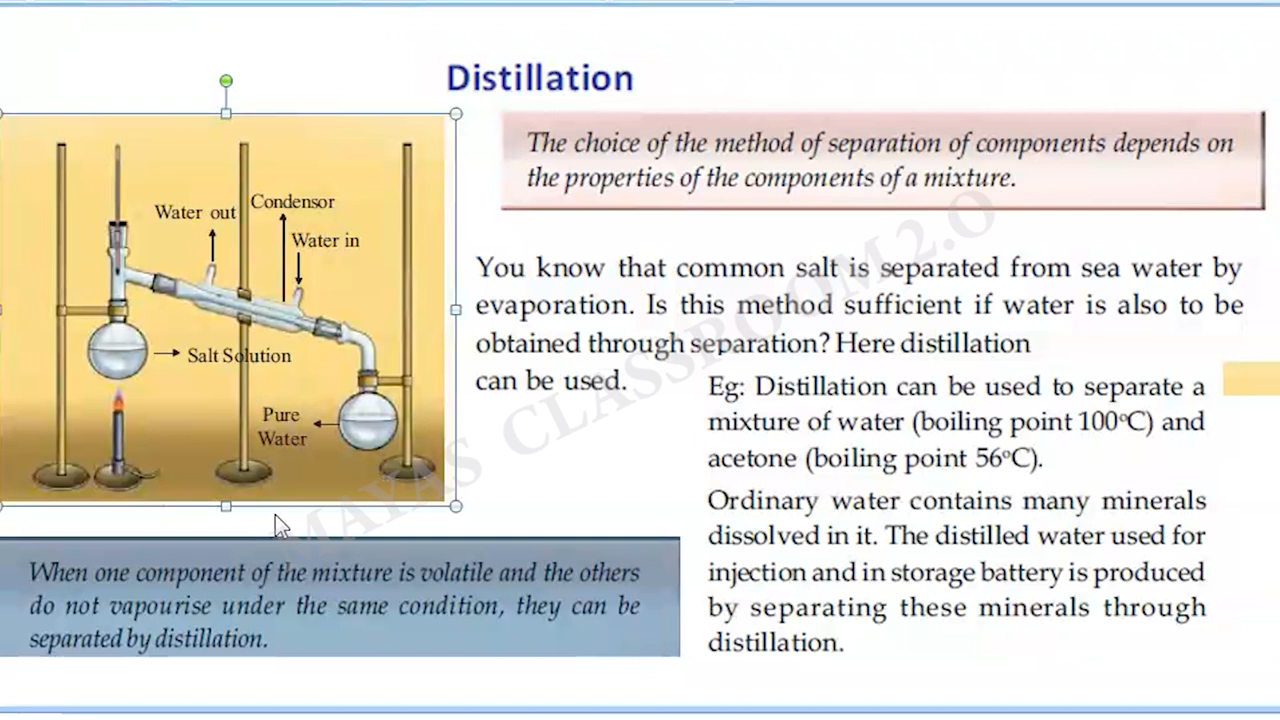 Distillation
The choice of the method of separation of components depends on
the properties of the components of a mixture.
Water out
Condensor
Water in
Salt Solution
Pure
Water
You know that common salt is separated from sea water by
evaporation. Is this method sufficient if water is also to be
obtained through separation? Here distillation
can be used.
Eg: Distillation can be used to separate a
mixture of water (boiling point 100°C) and
acetone (boiling point 56°C).
Ordinary water contains many minerals
dissolved in it. The distilled water used for
injection and in storage battery is produced
by separating these minerals through
distillation.
When one component of the mixture is volatile and the others
do not vapourise under the same condition, they can be
separated by distillation.
MAYAS CLASSROOM 2.O